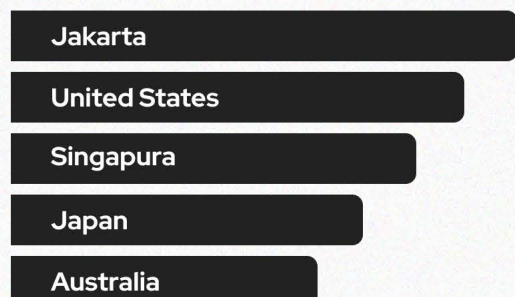 Jakarta
United States
Singapura
Japan
Australia